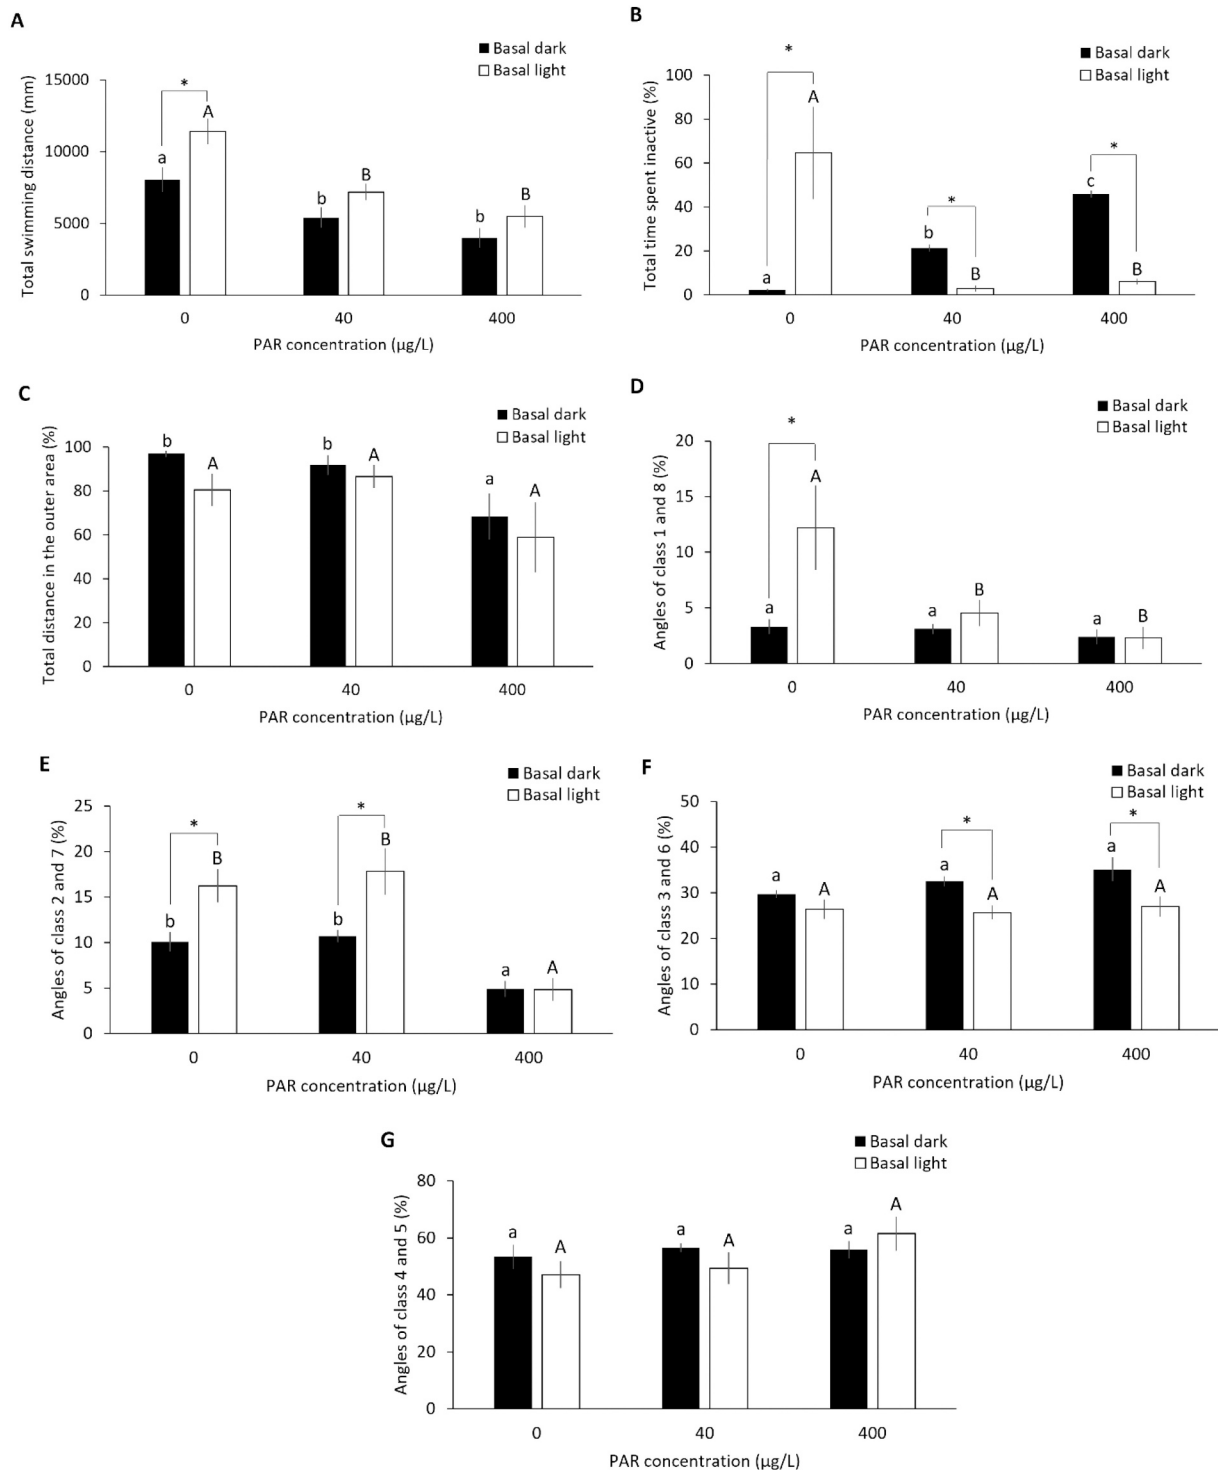 A
Basal dark
Basal light
Total swimming distance (mm)
15000
10000
5000
0
a
*
A
b
B
b
B
0
40
400
PAR concentration (µg/L)
B
Basal dark
Basal light
Total time spent inactive (%)
100
80
60
40
20
0
*
a
A
b
*
B
c
*
B
0
40
400
PAR concentration (µg/L)
C
Basal dark
Basal light
Total distance in the outer area (%)
100
80
60
80
40
20
0
b
A
b
A
a
A
0
40
400
PAR concentration (µg/L)
D
Basal dark
Basal light
Angles of class 1 and 8 (%)
20
15
10
5
0
*
a
A
a
B
a
B
0
40
400
PAR concentration (µg/L)
E
Basal dark
Basal light
Angles of class 2 and 7 (%)
25
20
15
10
5
0
*
b
B
*
b
B
a
A
0
40
400
PAR concentration (µg/L)
F
Basal dark
Basal light
Angles of class 3 and 6 (%)
50
40
30
20
10
0
a
A
*
a
A
*
a
A
0
40
400
PAR concentration (µg/L)
G
Basal dark
Basal light
Angles of class 4 and 5 (%)
80
60
40
20
0
a
A
a
A
a
A
0
40
400
PAR concentration (µg/L)